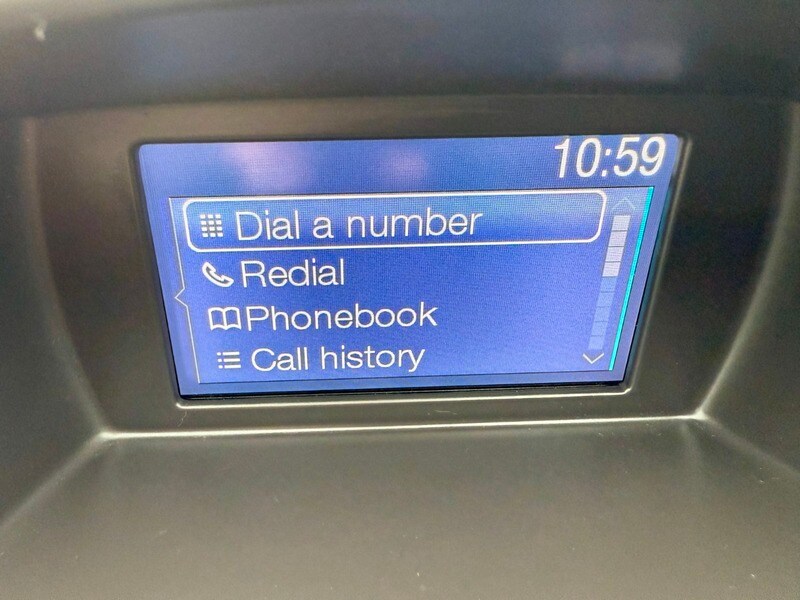 10:59
Dial a number
Redial
Phonebook
Call history